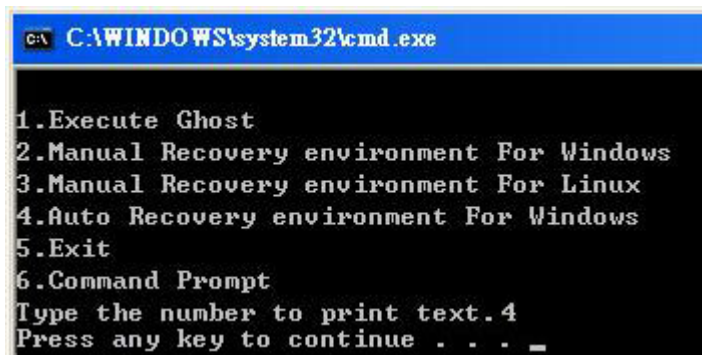 C:\WINDOWS\system32\cmd.exe
1.Execute Ghost
2.Manual Recovery environment For Windows
3.Manual Recovery environment For Linux
4.Auto Recovery environment For Windows
5.Exit
6.Command Prompt
Type the number to print text.4
Press any key to continue . . . _